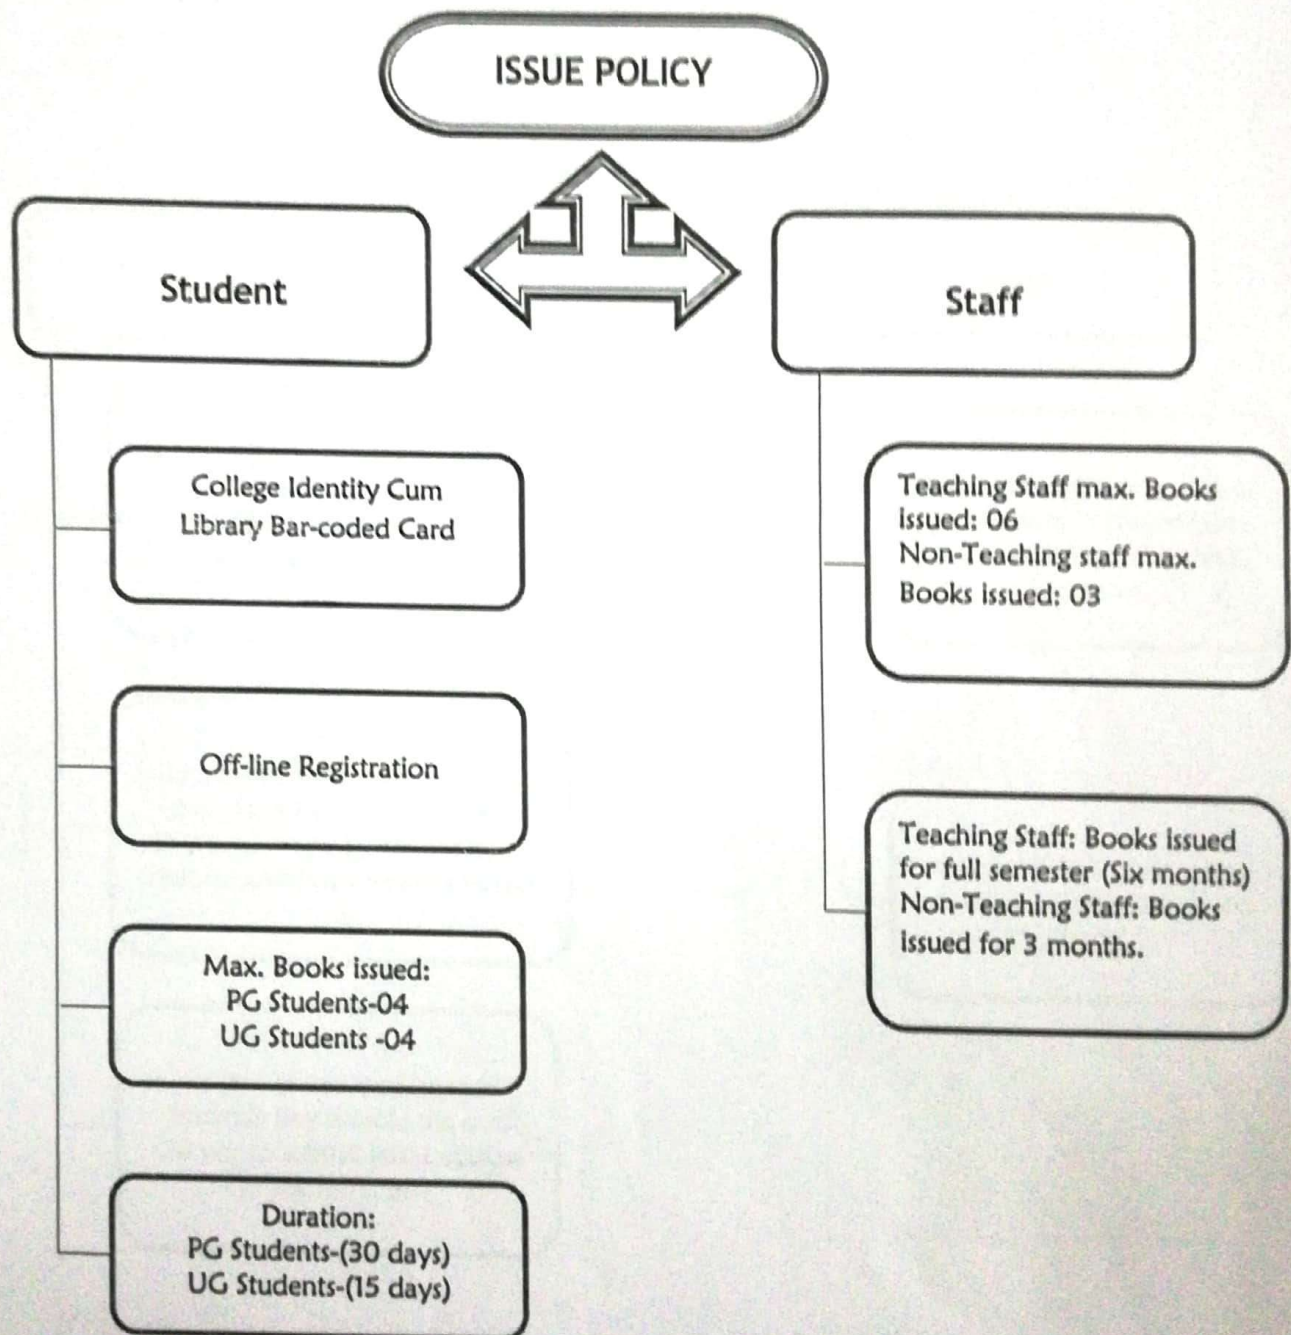 ISSUE POLICY
Student
College Identity Cum
Library Bar-coded Card
Off-line Registration
Max. Books issued:
PG Students-04
UG Students -04
Duration:
PG Students-(30 days)
UG Students-(15 days)
Staff
Teaching Staff max. Books
issued: 06
Non-Teaching staff max.
Books issued: 03
Teaching Staff: Books issued
for full semester (Six months)
Non-Teaching Staff: Books
issued for 3 months.